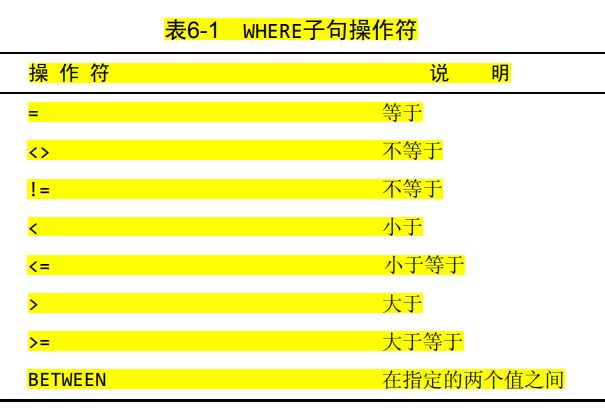 表6-1 WHERE子句操作符
操 作 符 说 明
= 等于
<> 不等于
!= 不等于
< 小于
<= 小于等于
> 大于
>= 大于等于
BETWEEN 在指定的两个值之间